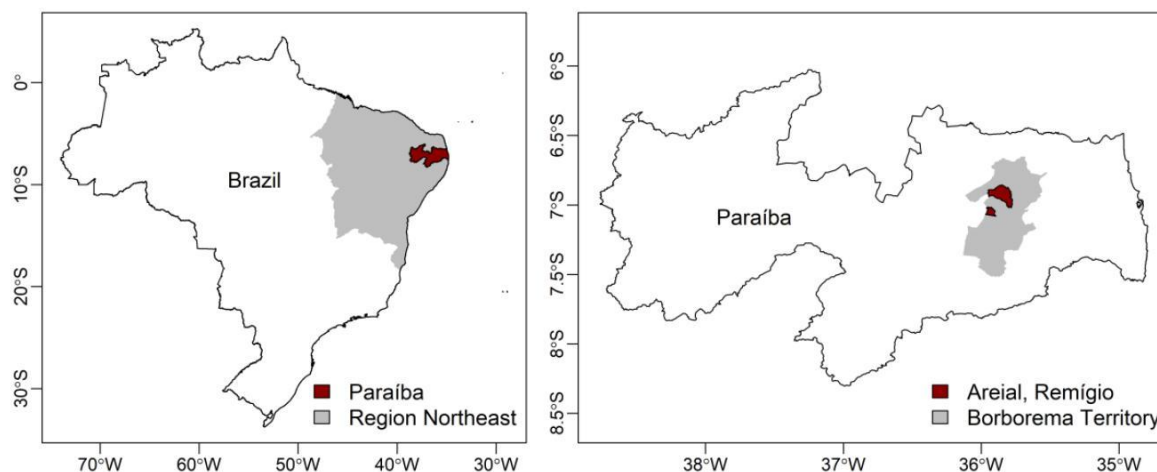 0°
10°S
20°S
30°S
Brazil
Paraíba
Region Northeast
70°W 60°W 50°W 40°W 30°W
6°S
6.5°S
7°S
7.5°S
8°S
8.5°S
Paraíba
Areial, Remígio
Borborema Territory
38°W 37°W 36°W 35°W